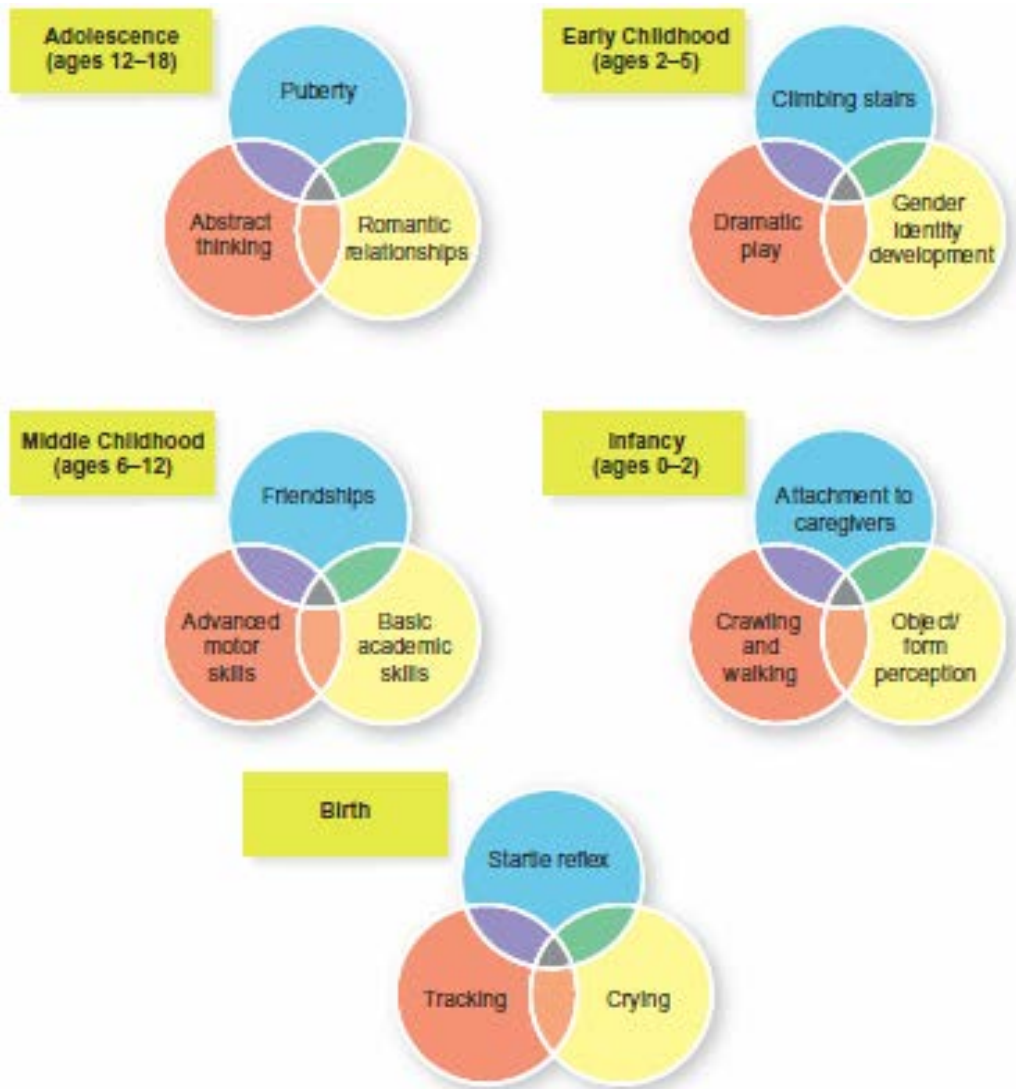 Adolescence
(ages 12–18)
Puberty
Abstract
thinking
Romantic
relationships
Early Childhood
(ages 2–5)
Climbing stairs
Dramatic
play
Gender
identity
development
Middle Childhood
(ages 6–12)
Friendships
Advanced
motor
skills
Basic
academic
skills
Infancy
(ages 0–2)
Attachment to
caregivers
Crawling
and
walking
Object/
form
perception
Birth
Startle reflex
Tracking
Crying